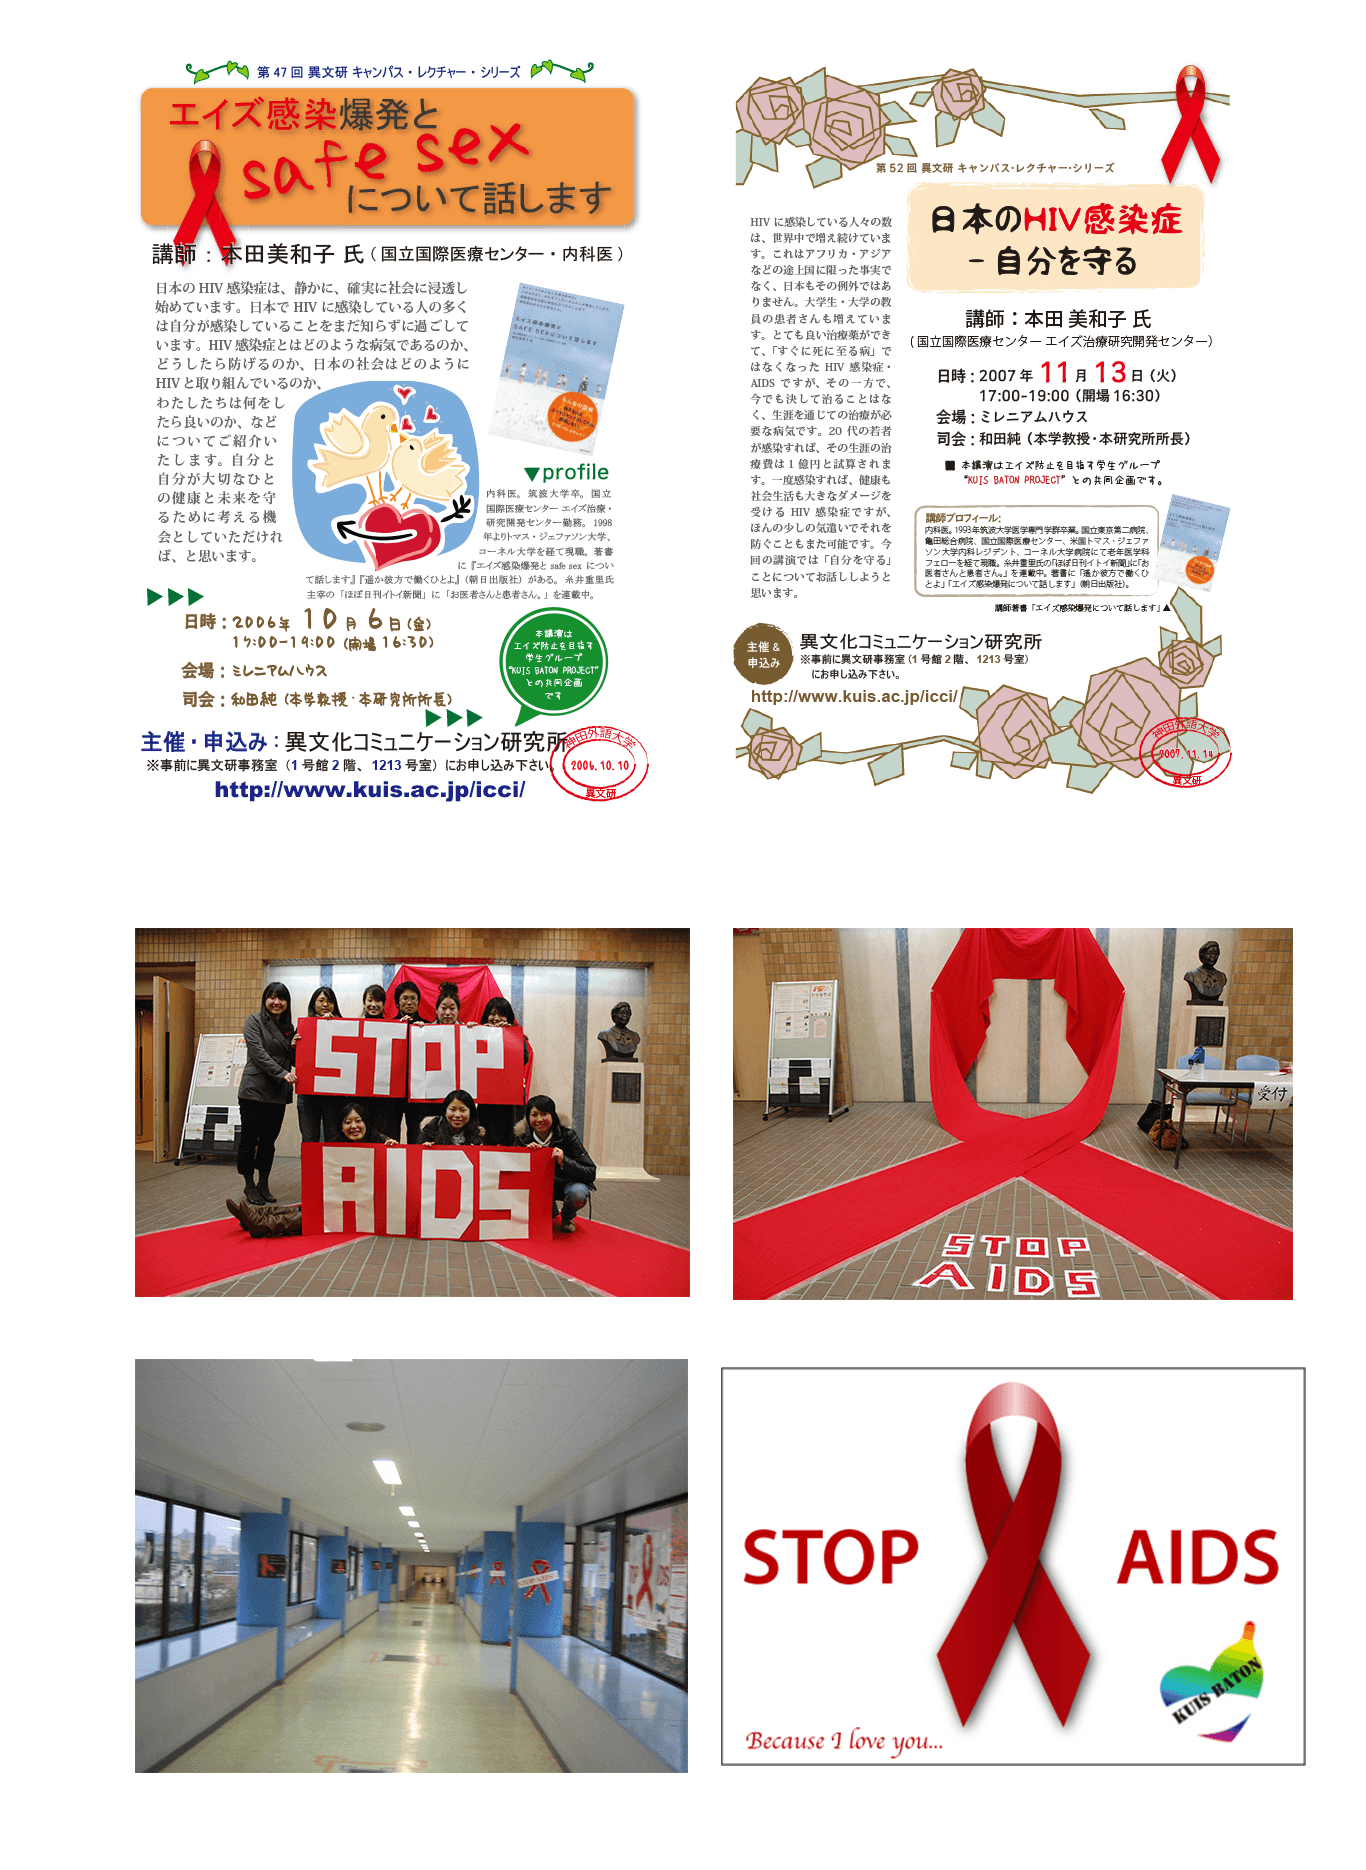 第 47 回 異文研 キャンパス・レクチャー・シリーズ
エイズ感染爆発と
safe sex
について話します
講師：本田美和子 氏（国立国際医療センター・内科医）
日本の HIV 感染症は、静かに、確実に社会に浸透し
始めています。日本で HIV に感染している人の多く
は自分が感染していることをまだ知らずに過ごして
います。HIV 感染症とはどのような病気であるのか、
どうしたら防げるのか、日本の社会はどのように
HIV と取り組んでいるのか、
わたしたちは何をし
たら良いのか、など
についてご紹介い
たします。自分と
自分が大切なひと
の健康と未来を守
るために考える機
会としていただけれ
ば、と思います。
エイズ感染爆発と
SAFE SEXについて話します
▼profile
内科医。筑波大学卒。国立
国際医療センター エイズ治療・
研究開発センター勤務。1998
年よりトマス・ジェファソン大学、
コーネル大学を経て現職。著書
に『エイズ感染爆発と safe sex につい
て話します』『遥か彼方で働くひとよ』（朝日出版社）がある。糸井重里氏
主宰の「ほぼ日刊イトイ新聞」に「お医者さんと患者さん。」を連載中。
日時：2006年 10 月 6 日（金）
17:00-19:00（開場 16:30）
会場：ミレニアムハウス
司会：和田純（本学教授・本研究所所長）
本講演は
エイズ防止を目指す
学生グループ
“KUIS BATON PROJECT”
との共同企画
です
主催・申込み：異文化コミュニケーション研究所
※事前に異文研事務室（1 号館 2 階、1213 号室）にお申し込み下さい。
http://www.kuis.ac.jp/icci/
神田外語大学
2006.10.10
異文研
第 52 回 異文研 キャンパス・レクチャー・シリーズ
日本のHIV感染症
– 自分を守る
HIV に感染している人々の数
は、世界中で増え続けていま
す。これはアフリカ・アジア
などの途上国に限った事実で
なく、日本もその例外ではあ
りません。大学生・大学の教
員の患者さんも増えていま
す。とても良い治療薬ができ
て、「すぐに死に至る病」で
はなくなった HIV 感染症・
AIDS ですが、その一方で、
今でも決して治ることはな
く、生涯を通じての治療が必
要な病気です。20 代の若者
が感染すれば、その生涯の治
療費は 1 億円と試算されま
す。一度感染すれば、健康も
社会生活も大きなダメージを
受ける HIV 感染症ですが、
ほんの少しの気遣いでそれを
防ぐこともまた可能です。今
回の講演では「自分を守る」
ことについてお話ししようと
思います。
講師：本田 美和子 氏
（国立国際医療センター エイズ治療研究開発センター）
日時：2007 年 11 月 13 日（火）
17:00-19:00（開場 16:30）
会場：ミレニアムハウス
司会：和田純（本学教授・本研究所所長）
■ 本講演はエイズ防止を目指す学生グループ
“KUIS BATON PROJECT” との共同企画です。
講師プロフィール：
内科医。1993年筑波大学医学専門学群卒業。国立東京第二病院、
亀田総合病院、国立国際医療センター、米国トマス・ジェファ
ソン大学内科レジデント、コーネル大学病院にて老年医学科
フェローを経て現職。糸井重里氏の「ほぼ日刊イトイ新聞」に「お
医者さんと患者さん。」を連載中。著書に「遥か彼方で働くひ
とよ」「エイズ感染爆発について話します」（朝日出版社）。
講師著書「エイズ感染爆発について話します」▲
主催 &
申込み
異文化コミュニケーション研究所
※事前に異文研事務室（1 号館 2 階、1213 号室）
にお申し込み下さい。
http://www.kuis.ac.jp/icci/
神田外語大学
2007.11.14
異文研
STOP
AIDS
受付
STOP
AIDS
STOP AIDS
STOP
STOP
AIDS
KUIS BATON
Because I love you...